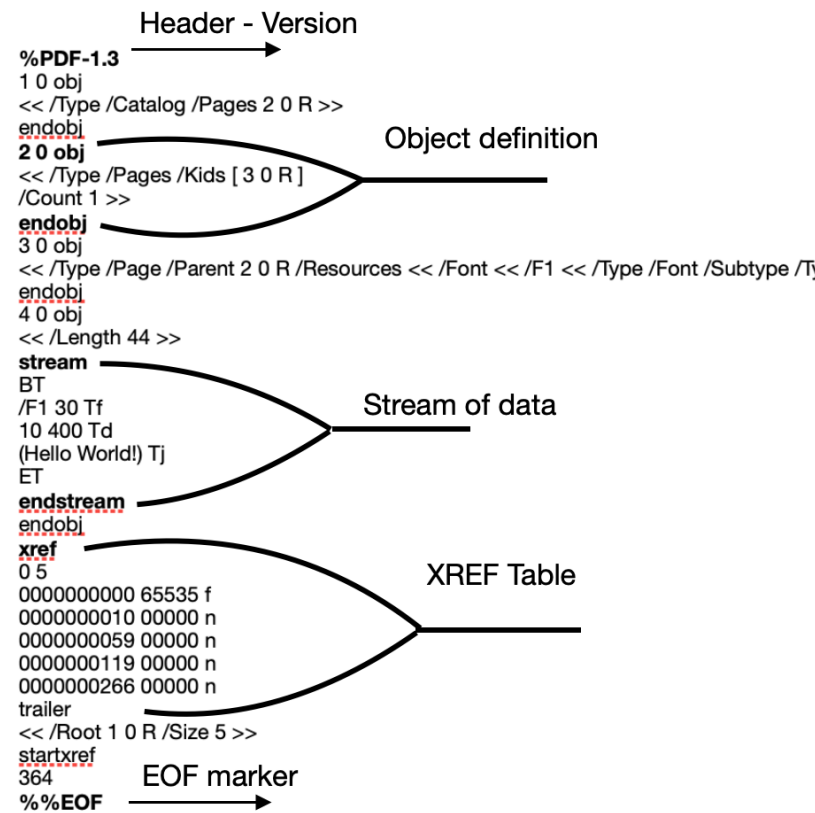 Header - Version
%PDF-1.3
1 0 obj
<< /Type /Catalog /Pages 2 0 R >>
endobj
Object definition
2 0 obj
<< /Type /Pages /Kids [ 3 0 R ]
/Count 1 >>
endobj
3 0 obj
<< /Type /Page /Parent 2 0 R /Resources << /Font << /F1 << /Type /Font /Subtype /Ty
endobj
4 0 obj
<< /Length 44 >>
stream
BT
Stream of data
/F1 30 Tf
10 400 Td
(Hello World!) Tj
ET
endstream
endobj
xref
0 5
XREF Table
0000000000 65535 f
0000000010 00000 n
0000000059 00000 n
0000000119 00000 n
0000000266 00000 n
trailer
<< /Root 1 0 R /Size 5 >>
startxref
364
EOF marker
%%EOF